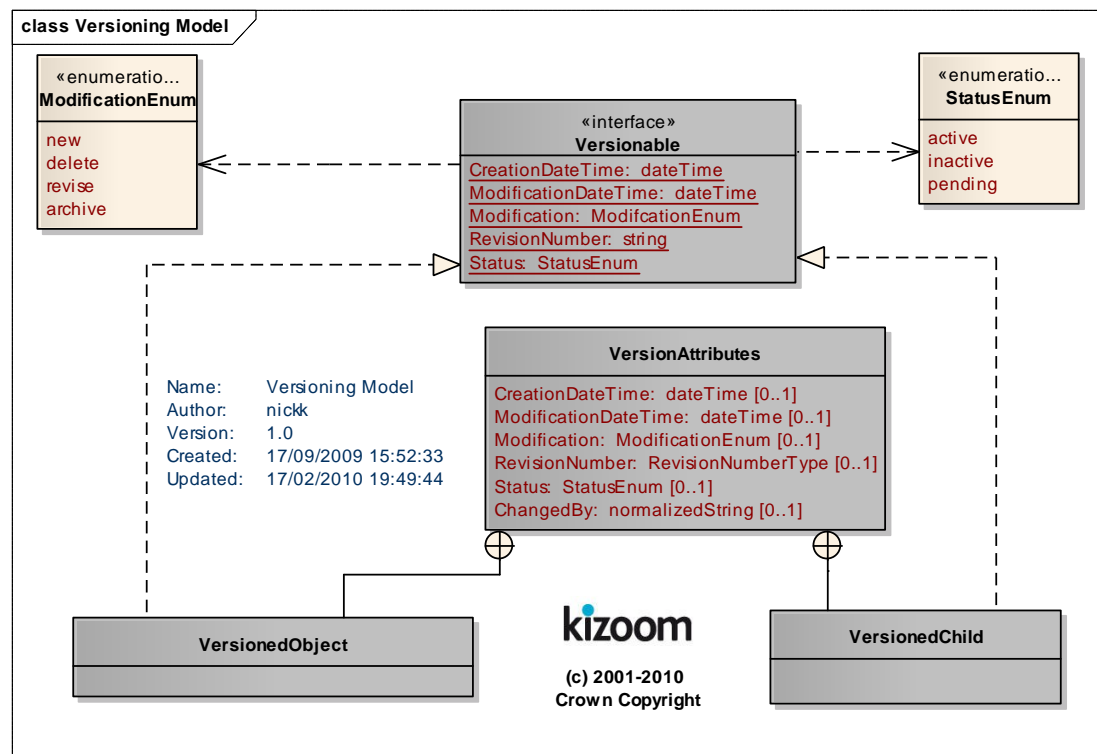 class Versioning Model
«enumeratio...
ModificationEnum
new
delete
revise
archive
«interface»
Versionable
CreationDateTime: dateTime
ModificationDateTime: dateTime
Modification: ModifcationEnum
RevisionNumber: string
Status: StatusEnum
«enumeratio...
StatusEnum
active
inactive
pending
VersionAttributes
CreationDateTime: dateTime [0..1]
ModificationDateTime: dateTime [0..1]
Modification: ModificationEnum [0..1]
RevisionNumber: RevisionNumberType [0..1]
Status: StatusEnum [0..1]
ChangedBy: normalizedString [0..1]
Name: Versioning Model
Author: nickk
Version: 1.0
Created: 17/09/2009 15:52:33
Updated: 17/02/2010 19:49:44
VersionedObject
kizoom
(c) 2001-2010
Crown Copyright
VersionedChild